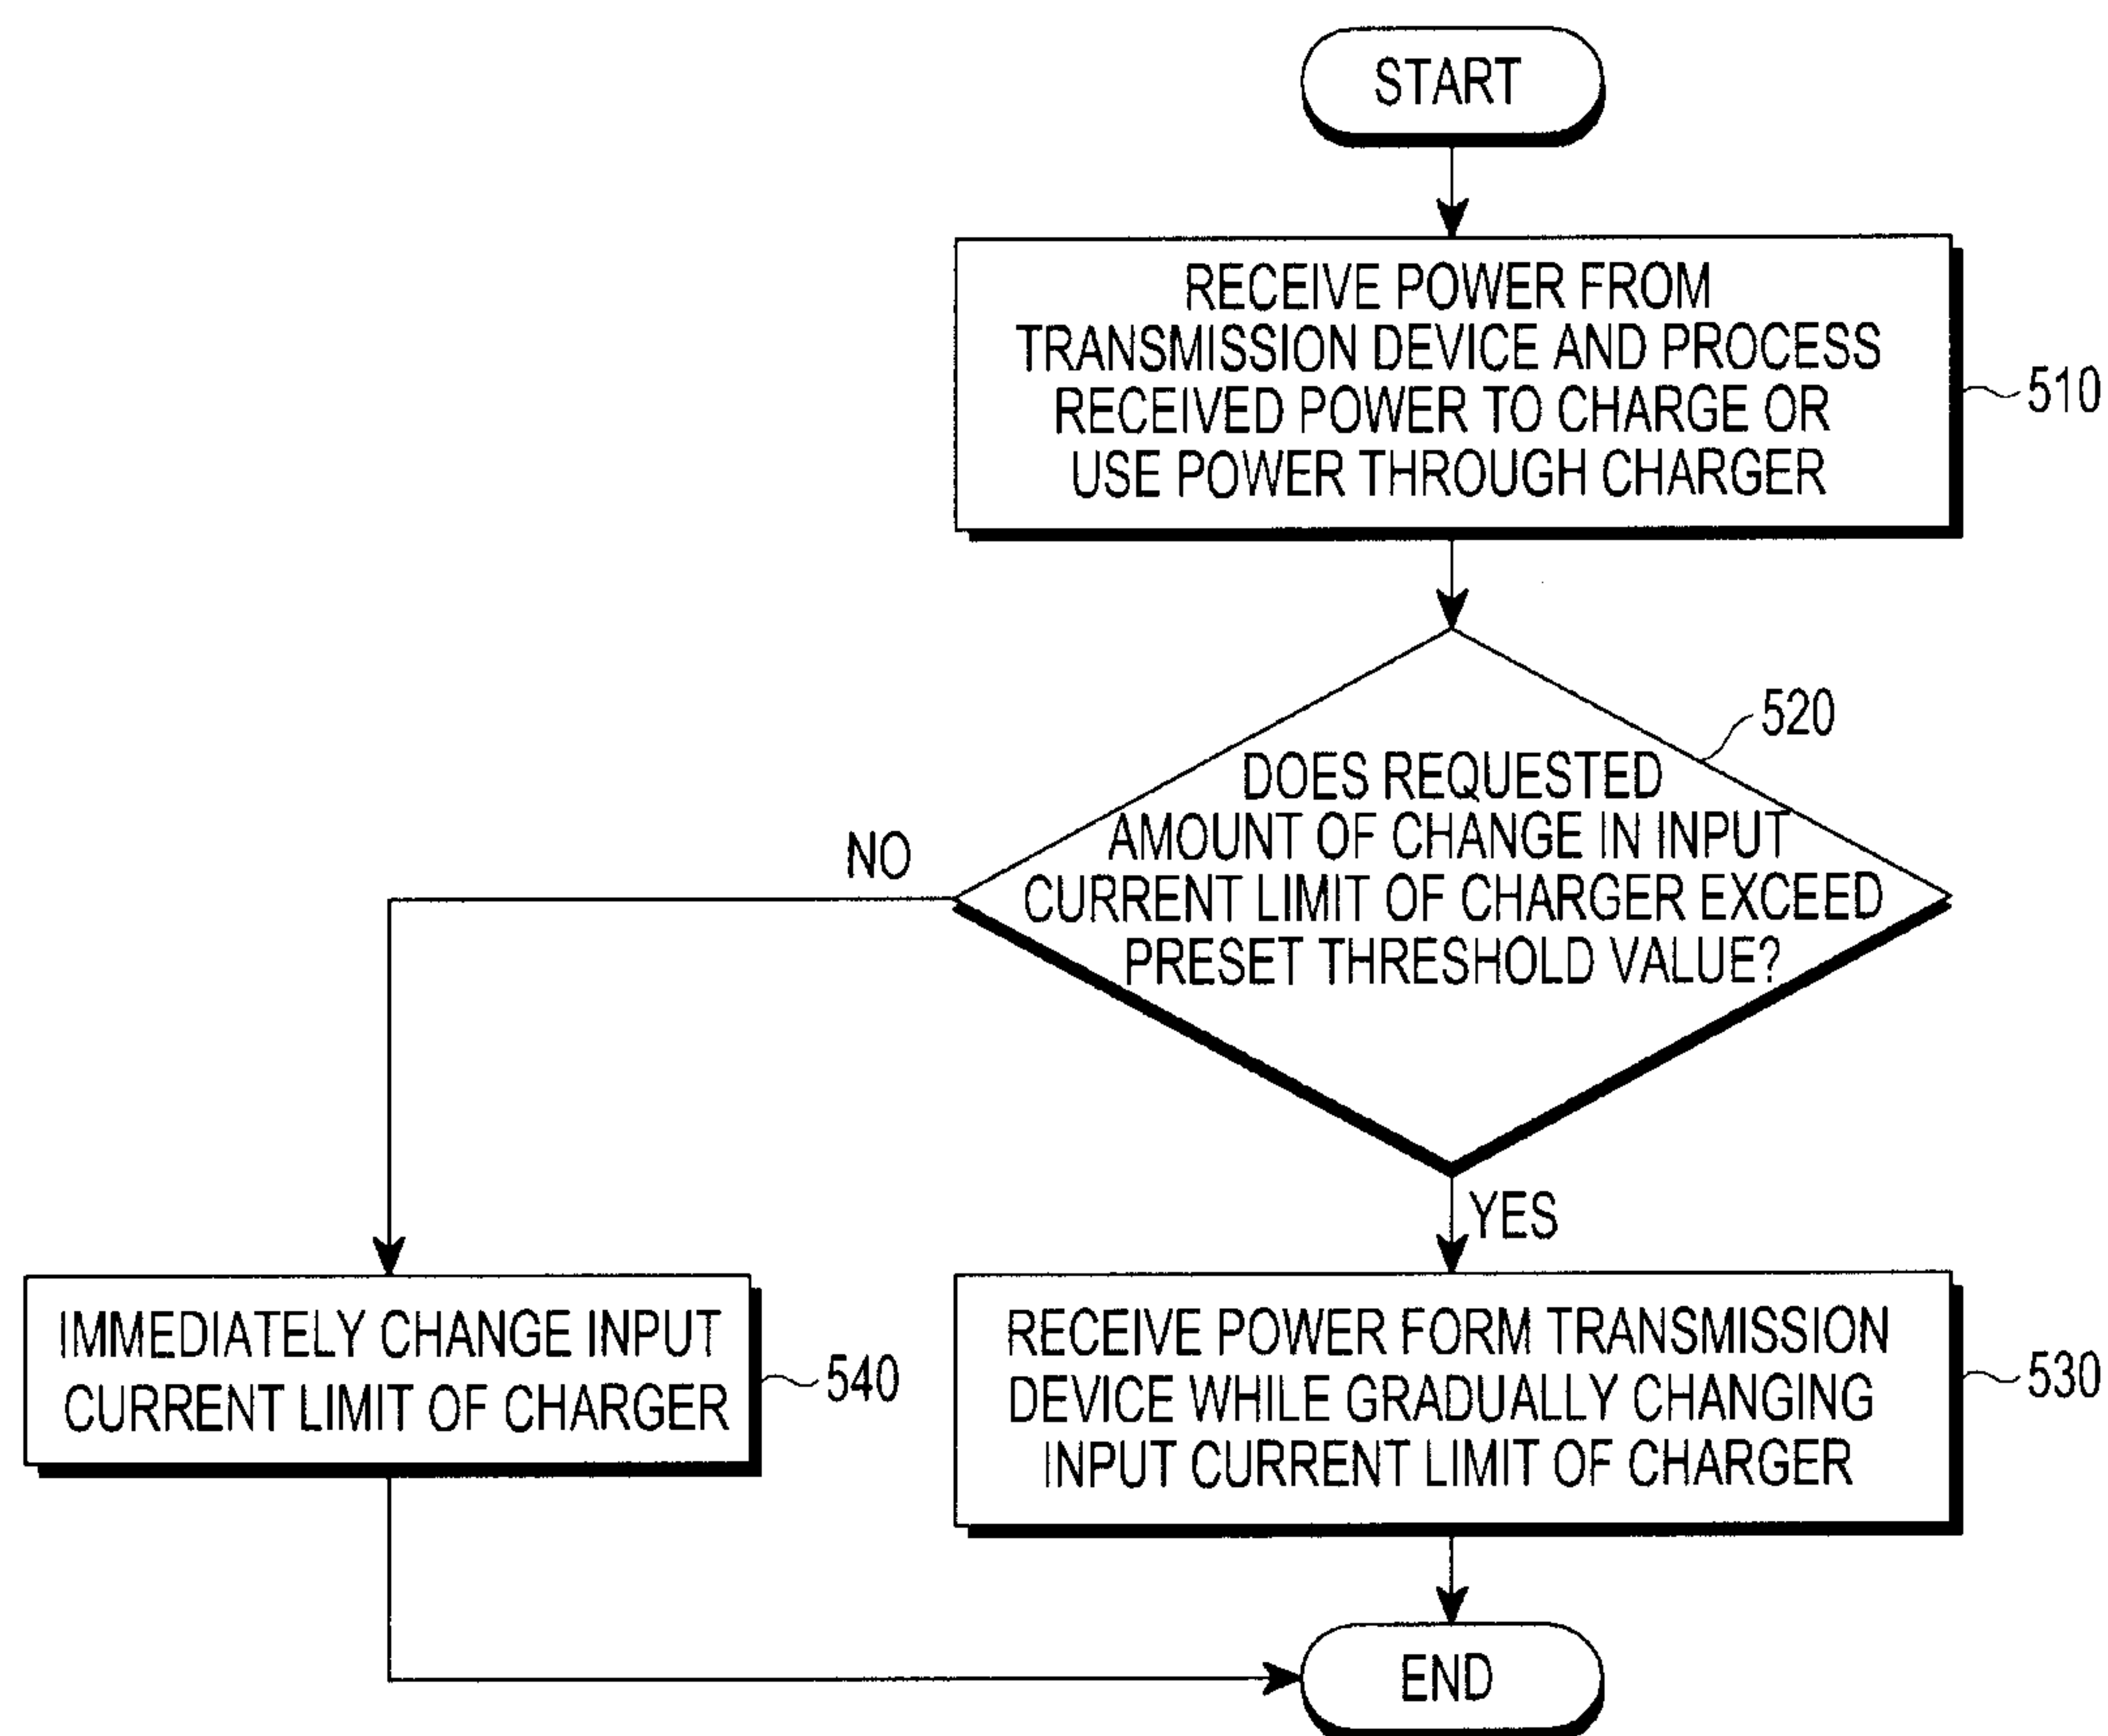 START
RECEIVE POWER FROM
TRANSMISSION DEVICE AND PROCESS
RECEIVED POWER TO CHARGE OR
USE POWER THROUGH CHARGER
510
520
DOES REQUESTED
AMOUNT OF CHANGE IN INPUT
CURRENT LIMIT OF CHARGER EXCEED
PRESET THRESHOLD VALUE?
NO
YES
IMMEDIATELY CHANGE INPUT
CURRENT LIMIT OF CHARGER
540
RECEIVE POWER FORM TRANSMISSION
DEVICE WHILE GRADUALLY CHANGING
INPUT CURRENT LIMIT OF CHARGER
530
END